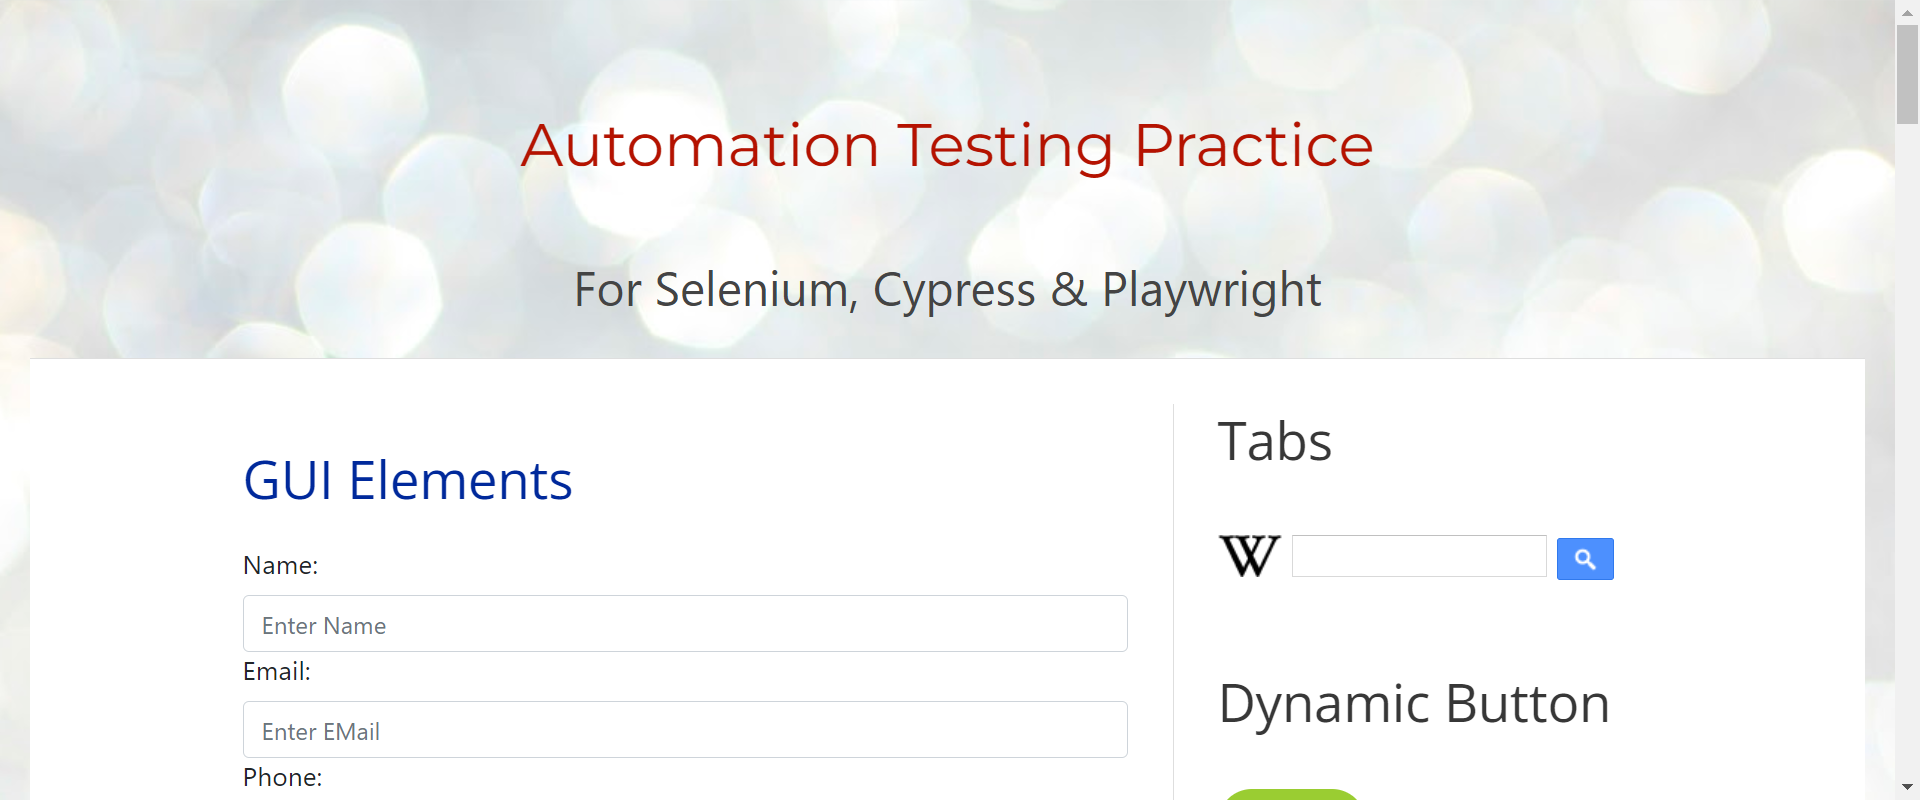 Automation Testing Practice
For Selenium, Cypress & Playwright
GUI Elements
Name:
Enter Name
Email:
Enter EMail
Phone:
Tabs
W
Dynamic Button